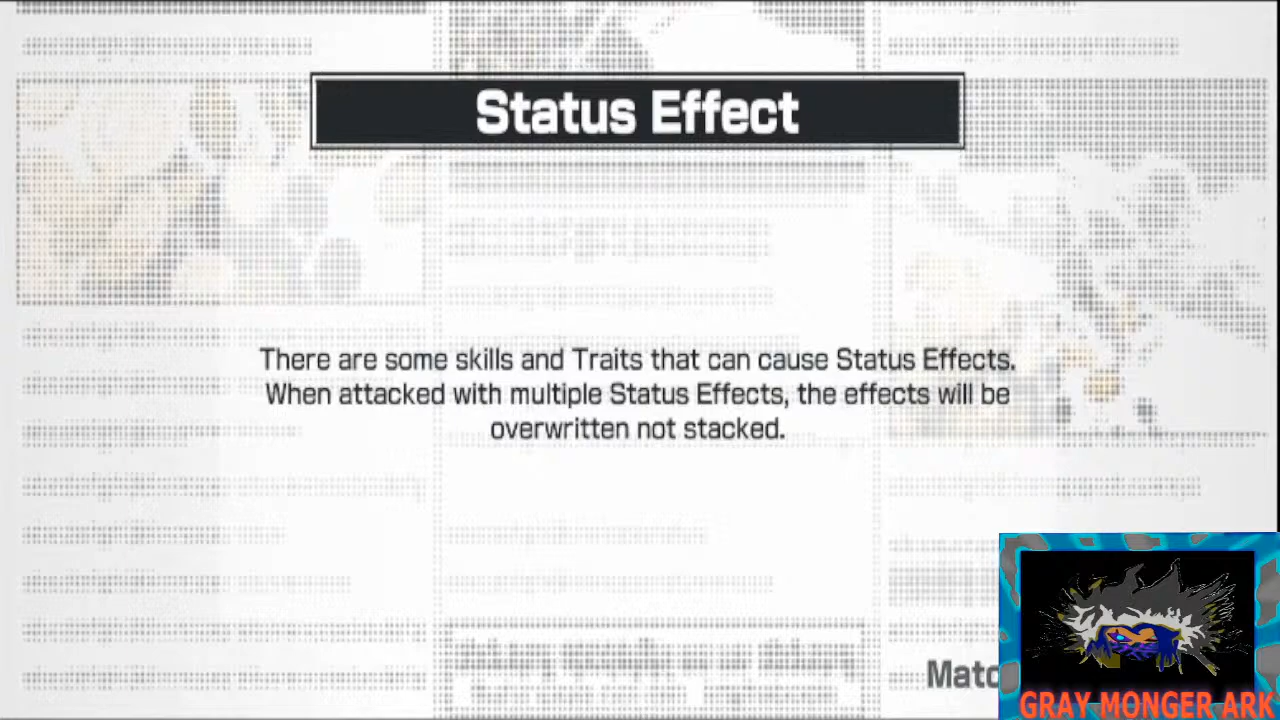 Status Effect
There are some skills and Traits that can cause Status Effects.
When attacked with multiple Status Effects, the effects will be
overwritten not stacked.
GRAY MONGER ARK